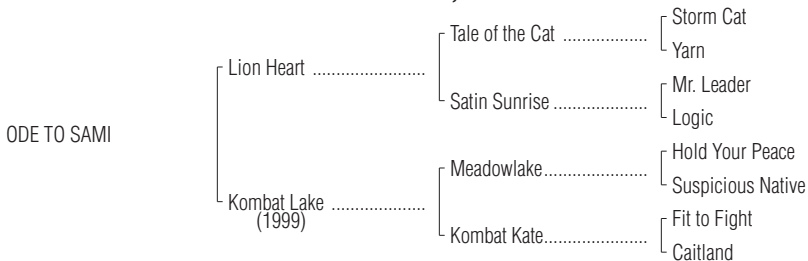 Storm Cat
Tale of the Cat ..................
Yarn
Lion Heart ........................
Mr. Leader
Satin Sunrise ....................
Logic
ODE TO SAMI
Hold Your Peace
Meadowlake......................
Suspicious Native
Kombat Lake ....................
(1999)
Fit to Fight
Kombat Kate......................
Caitland